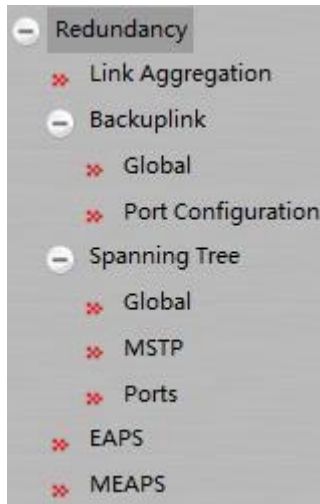 Redundancy
Link Aggregation
Backuplink
Global
Port Configuration
Spanning Tree
Global
MSTP
Ports
EAPS
MEAPS